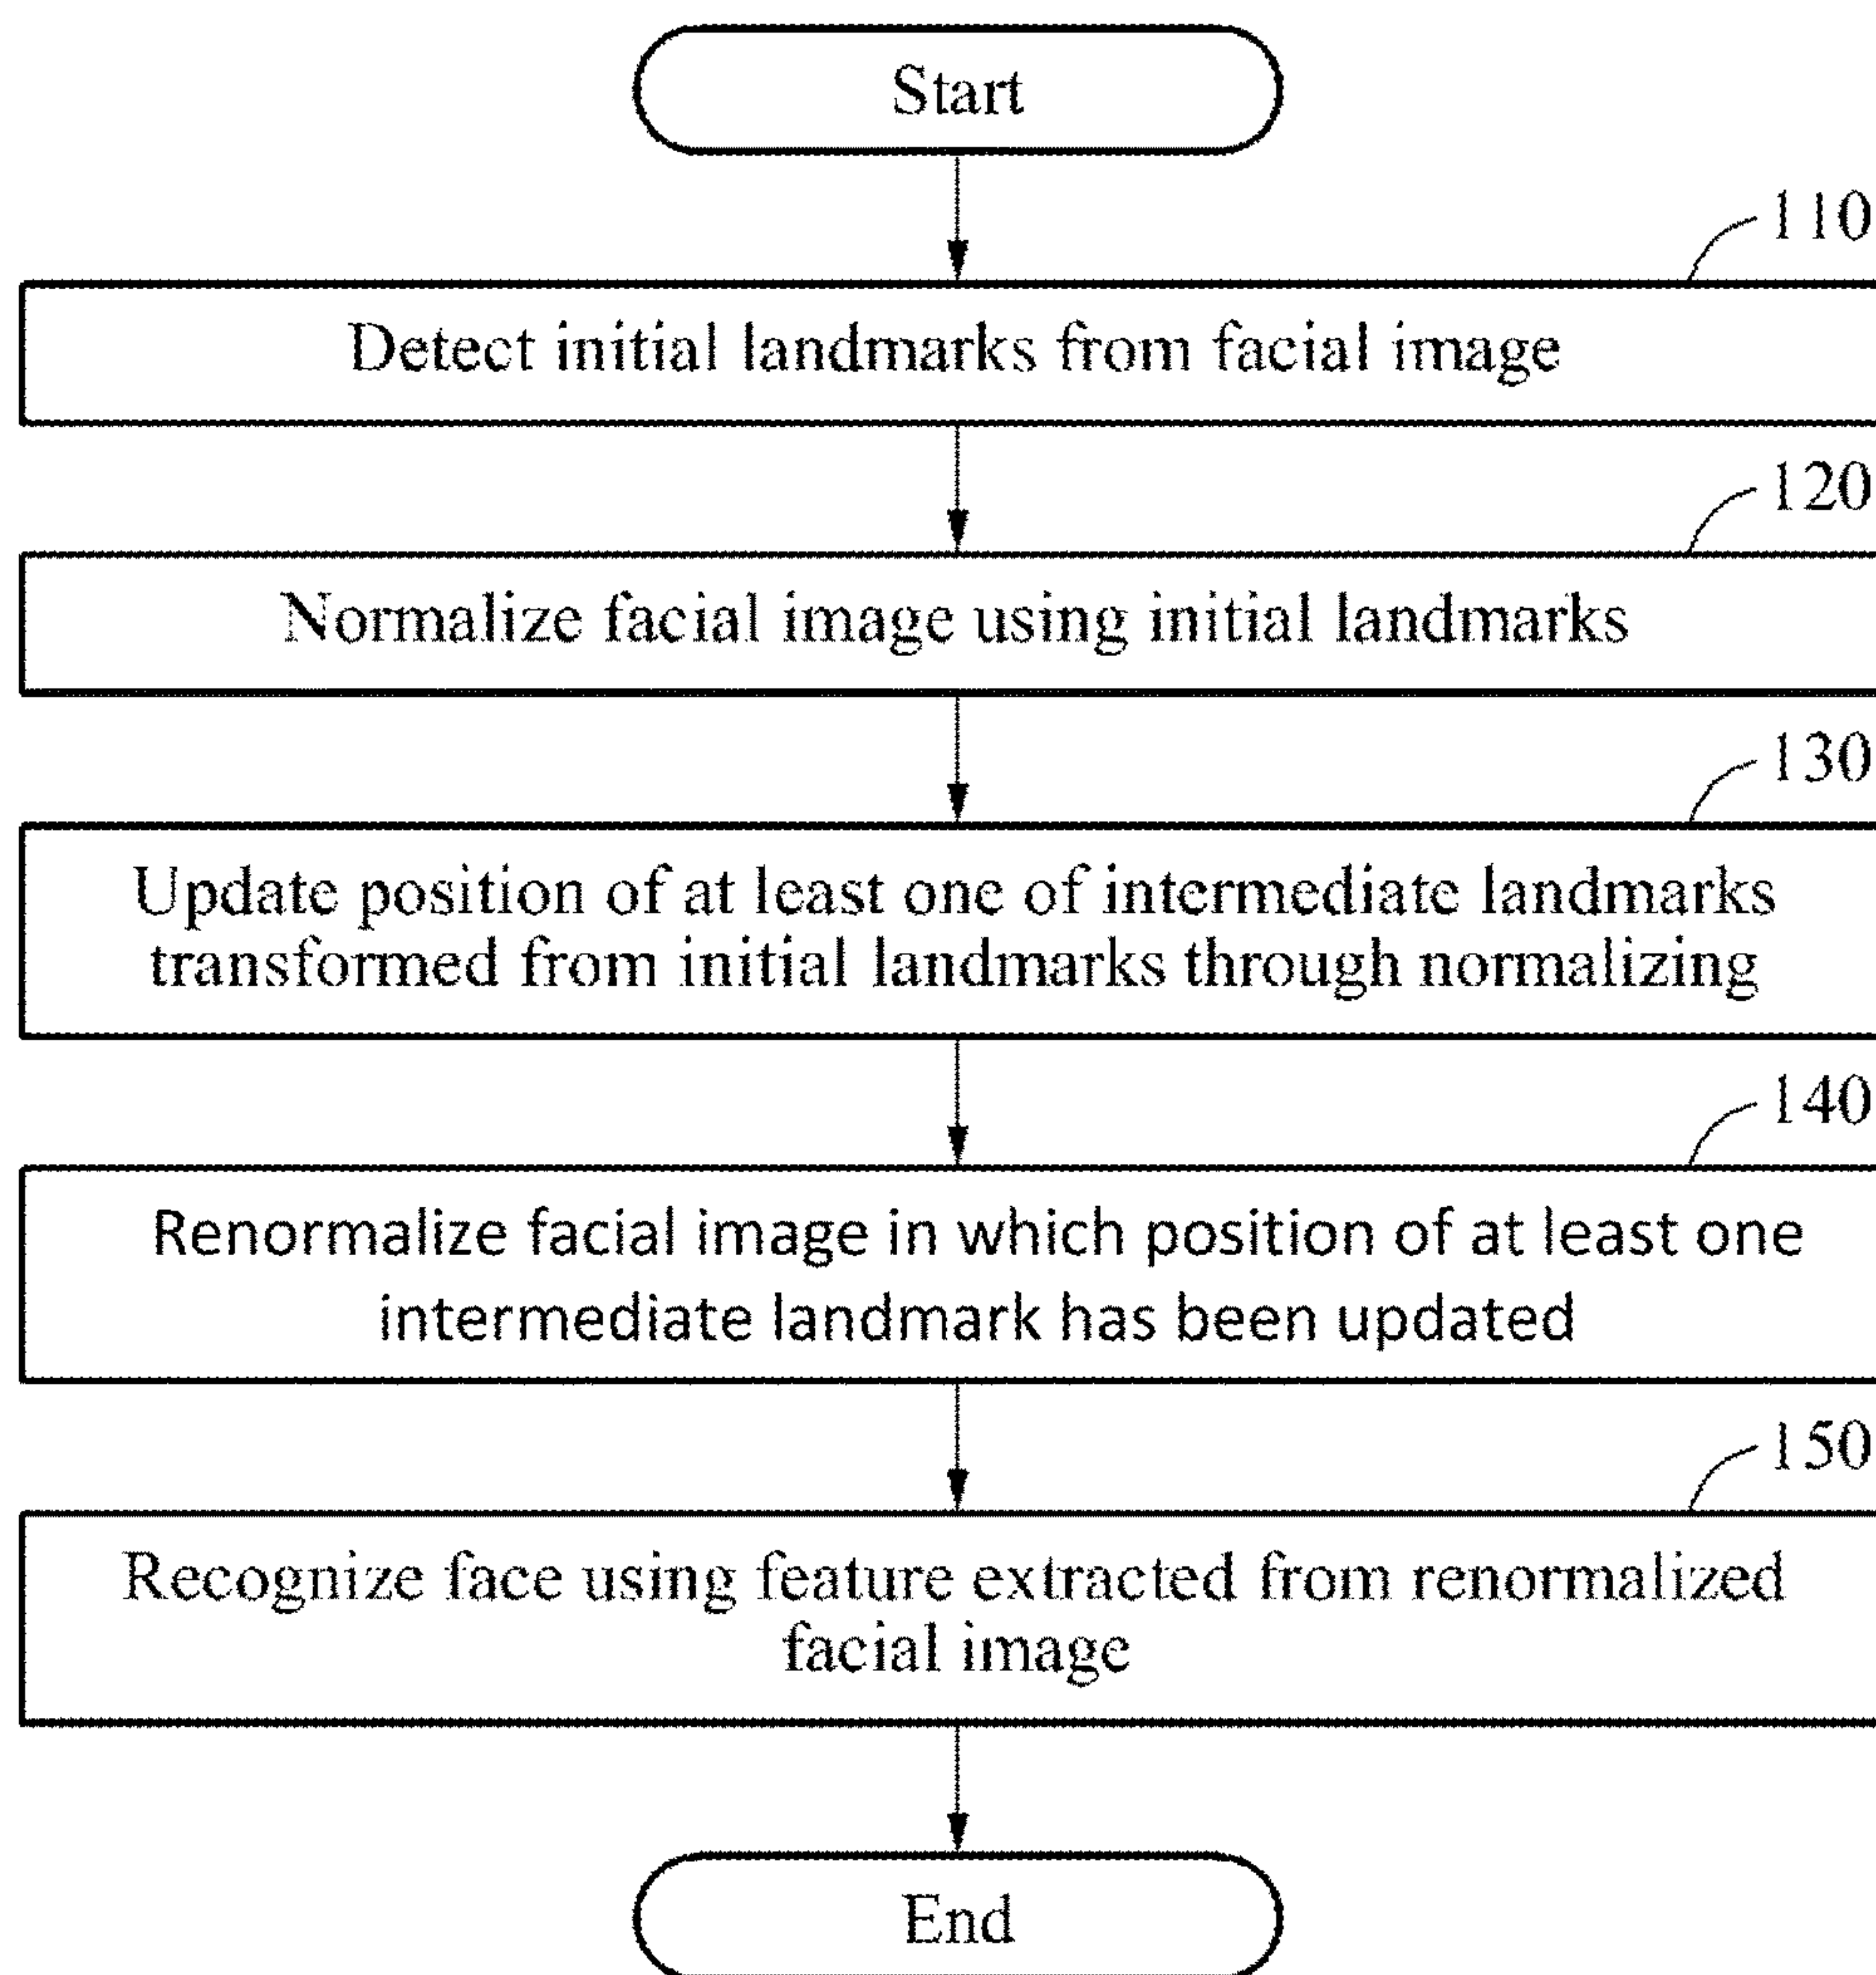 Start
110
Detect initial landmarks from facial image
120
Normalize facial image using initial landmarks
130
Update position of at least one of intermediate landmarks
transformed from initial landmarks through normalizing
140
Renormalize facial image in which position of at least one
intermediate landmark has been updated
150
Recognize face using feature extracted from renormalized
facial image
End